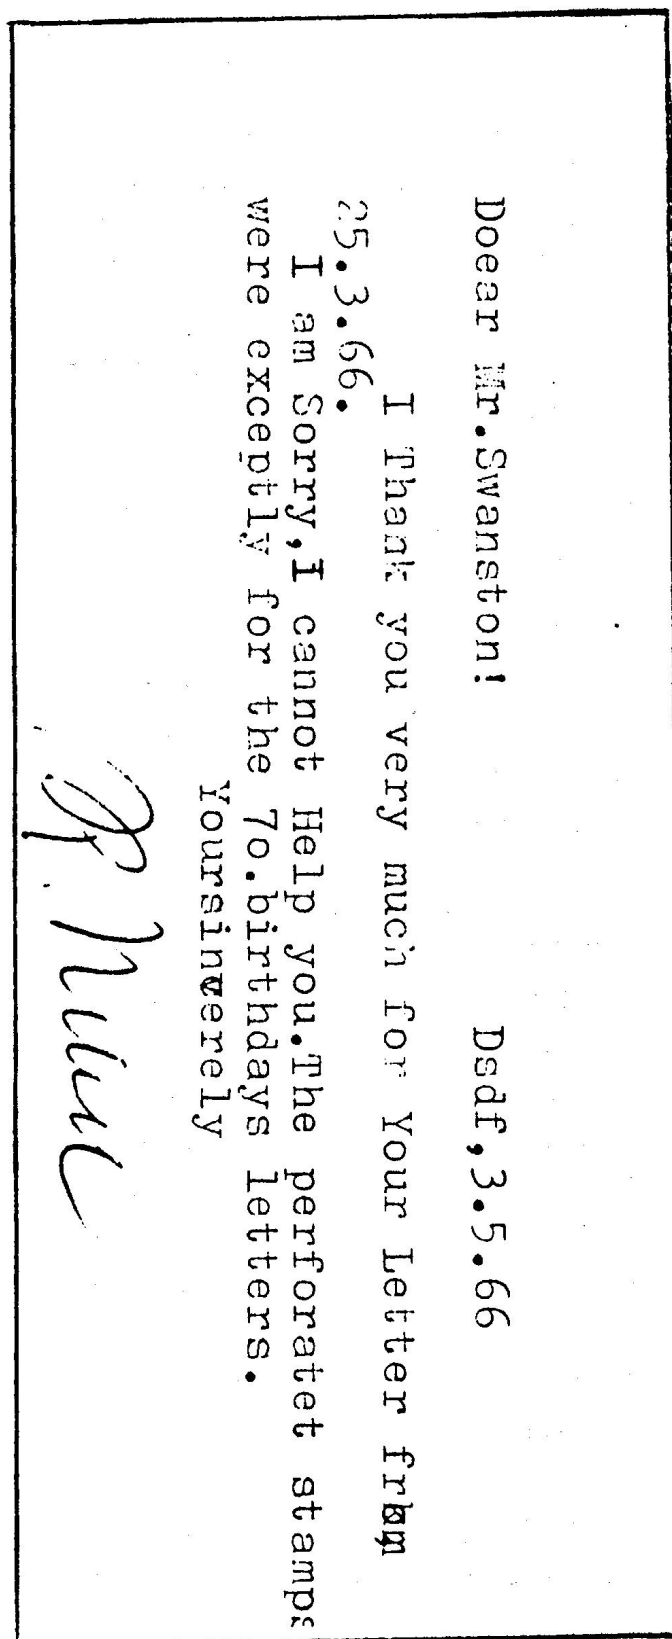 Dsdf,3.5.66
Doear Mr.Swanston!
I Thank you very much for Your Letter from
25.3.66.
I am Sorry,I cannot Help you.The perforatet stamps
were exceptly for the 7o.birthdays letters.
Yoursincerely